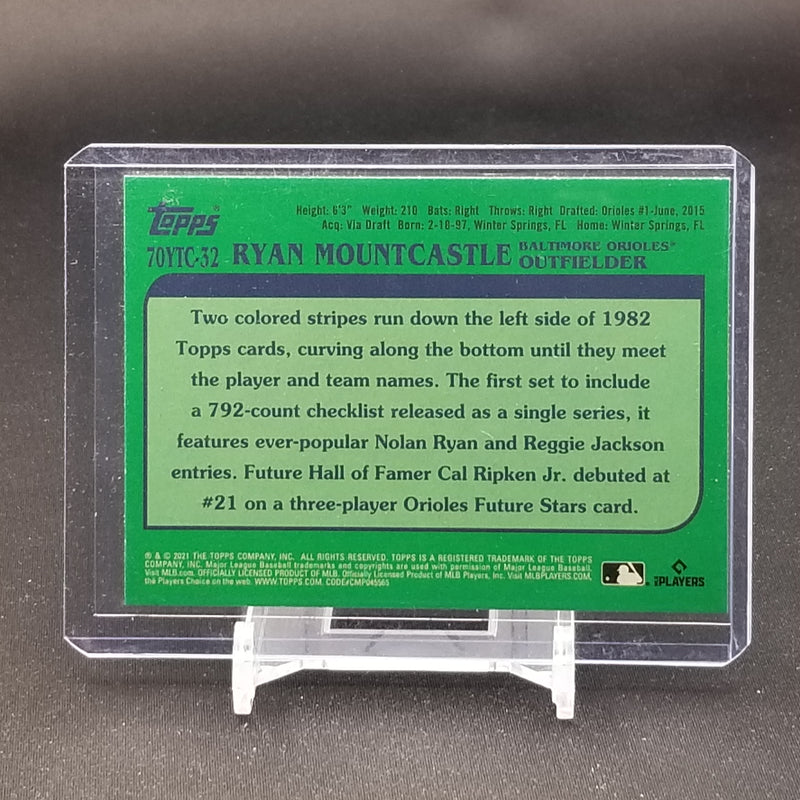 Topps®
Height: 6'3" Weight: 210 Bats: Right Throws: Right Drafted: Orioles #1-June, 2015
Acq: Via Draft Born: 2-18-97, Winter Springs, FL Home: Winter Springs, FL
70YTC-32 RYAN MOUNTCASTLE BALTIMORE ORIOLES® OUTFIELDER
Two colored stripes run down the left side of 1982
Topps cards, curving along the bottom until they meet
the player and team names. The first set to include
a 792-count checklist released as a single series, it
features ever-popular Nolan Ryan and Reggie Jackson
entries. Future Hall of Famer Cal Ripken Jr. debuted at
#21 on a three-player Orioles Future Stars card.
® & © 2021 THE TOPPS COMPANY, INC. ALL RIGHTS RESERVED. TOPPS IS A REGISTERED TRADEMARK OF THE TOPPS
COMPANY, INC. Major League Baseball trademarks and copyrights are used with permission of Major League Baseball.
Visit MLB.com. OFFICIALLY LICENSED PRODUCT OF MLB. Officially Licensed Product of MLB Players, Inc. Visit MLBPLAYERS.COM,
the Players Choice on the web. WWW.TOPPS.COM. CODE#CMP045563
PLAYERS